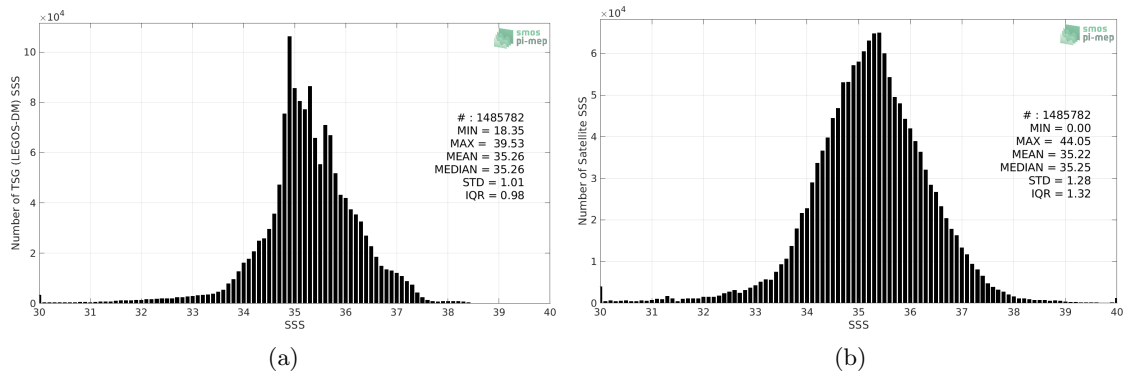 ×10⁴
smos
pi-mep
Number of TSG (LEGOS-DM) SSS
10
8
6
4
2
0
# : 1485782
MIN = 18.35
MAX = 39.53
MEAN = 35.26
MEDIAN = 35.26
STD = 1.01
IQR = 0.98
30 31 32 33 34 35 36 37 38 39 40
SSS
(a)
×10⁴
smos
pi-mep
Number of Satellite SSS
6
5
4
3
2
1
0
# : 1485782
MIN = 0.00
MAX = 44.05
MEAN = 35.22
MEDIAN = 35.25
STD = 1.28
IQR = 1.32
30 31 32 33 34 35 36 37 38 39 40
SSS
(b)